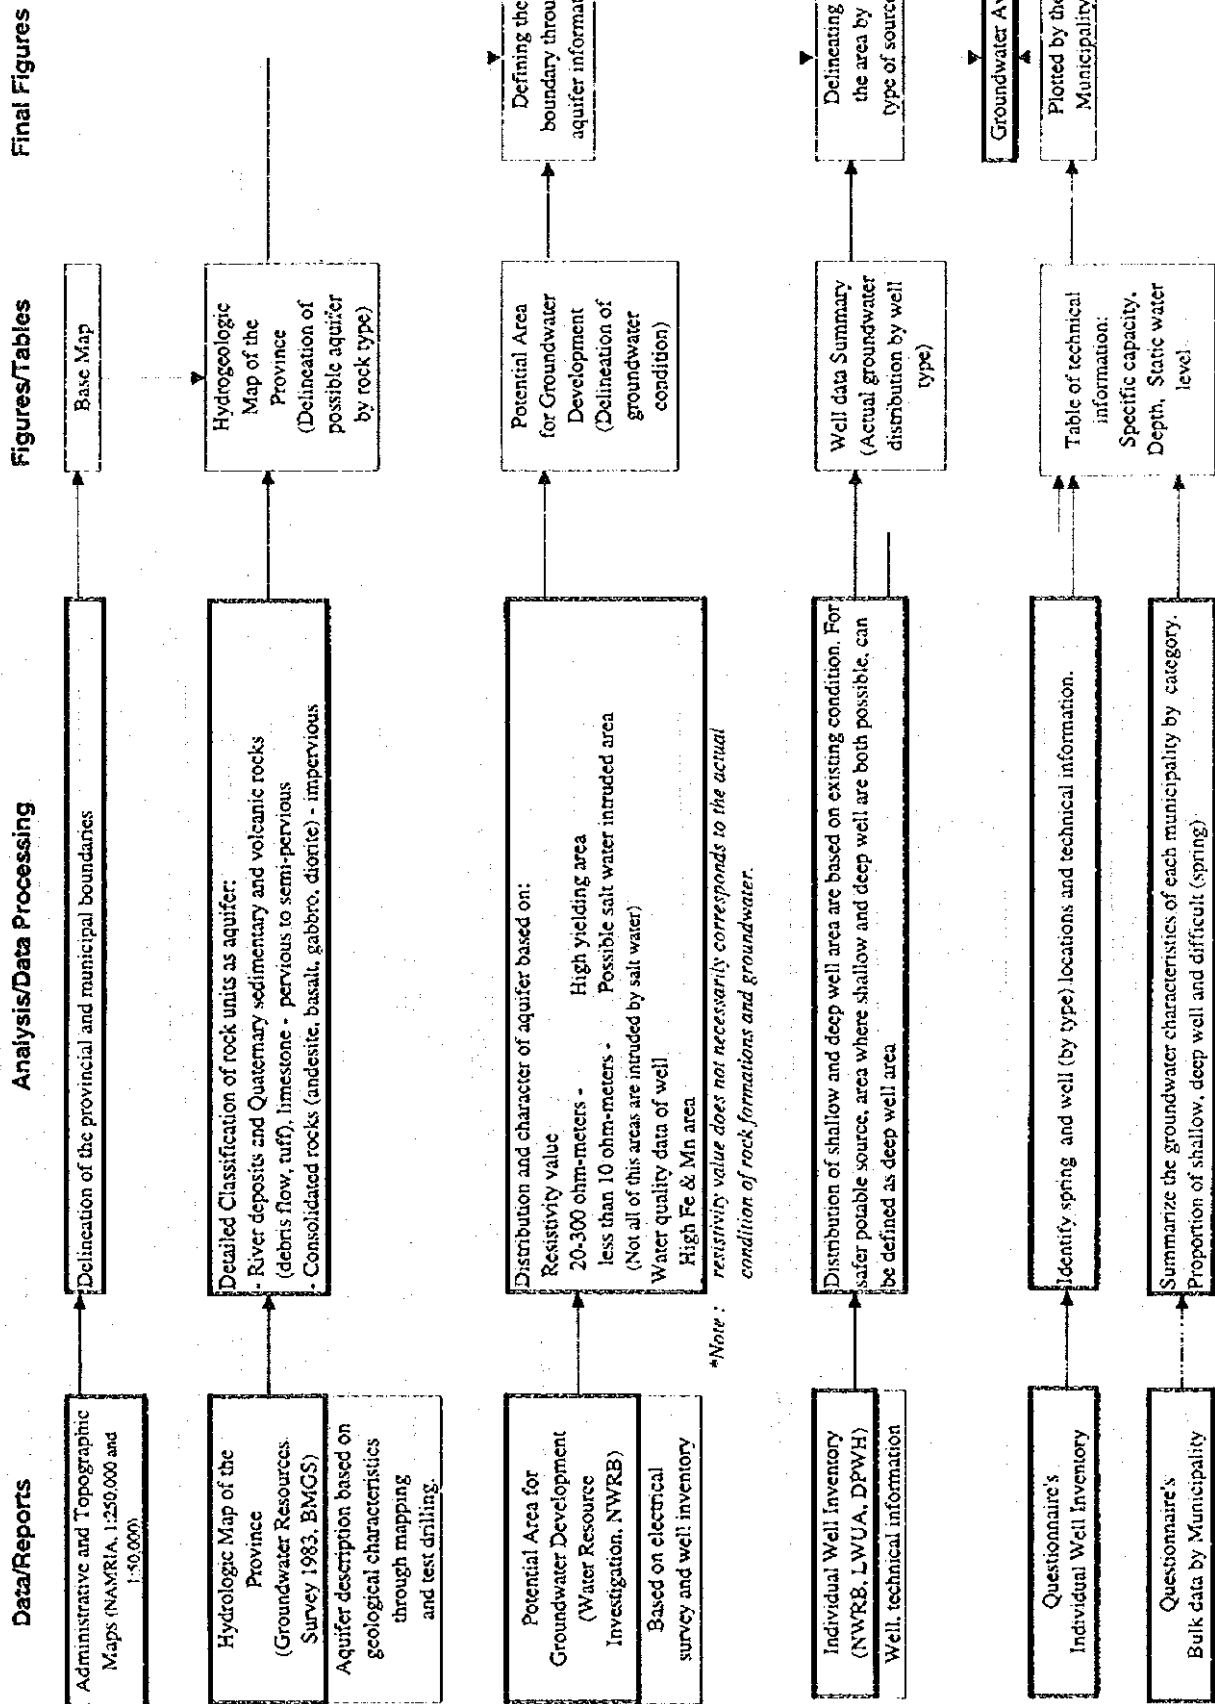 Data/Reports
Analysis/Data Processing
Figures/Tables
Final Figures
Administrative and Topographic
Maps (NAMRIA, 1:250,000 and
1:50,000)
Delineation of the provincial and municipal boundaries
Base Map
Hydrologic Map of the
Province
(Groundwater Resources
Survey 1983, BMGS)
Aquifer description based on
geological characteristics
through mapping
and test drilling.
Detailed Classification of rock units as aquifer:
- River deposits and Quaternary sedimentary and volcanic rocks
(debris flow, tuff), limestone - pervious to semi-pervious
- Consolidated rocks (andesite, basalt, gabbro, diorite) - impervious
Hydrogeologic
Map of the
Province
(Delineation of
possible aquifer
by rock type)
Potential Area for
Groundwater Development
(Water Resource
Investigation, NWRB)
Based on electrical
survey and well inventory
Distribution and character of aquifer based on:
Resistivity value
20-300 ohm-meters - High yielding area
less than 10 ohm-meters - Possible salt water intruded area
(Not all of this areas are intruded by salt water)
Water quality data of well
High Fe & Mn area
*Note : resistivity value does not necessarily corresponds to the actual
condition of rock formations and groundwater.
Potential Area
for Groundwater
Development
(Delineation of
groundwater
condition)
Defining the
boundary throu
aquifer informat
Individual Well Inventory
(NWRB, LWUA, DPWH)
Well, technical information
Distribution of shallow and deep well area are based on existing condition. For
safer potable source, area where shallow and deep well are both possible, can
be defined as deep well area
Well data Summary
(Actual groundwater
distribution by well
type)
Delineating
the area by
type of source
Groundwater Av
Questionnaire's
Individual Well Inventory
Identify spring and well (by type) locations and technical information.
Table of technical
information:
Specific capacity,
Depth, Static water
level
Plotted by the
Municipality
Questionnaire's
Bulk data by Municipality
Summarize the groundwater characteristics of each municipality by category.
Proportion of shallow, deep well and difficult (spring)